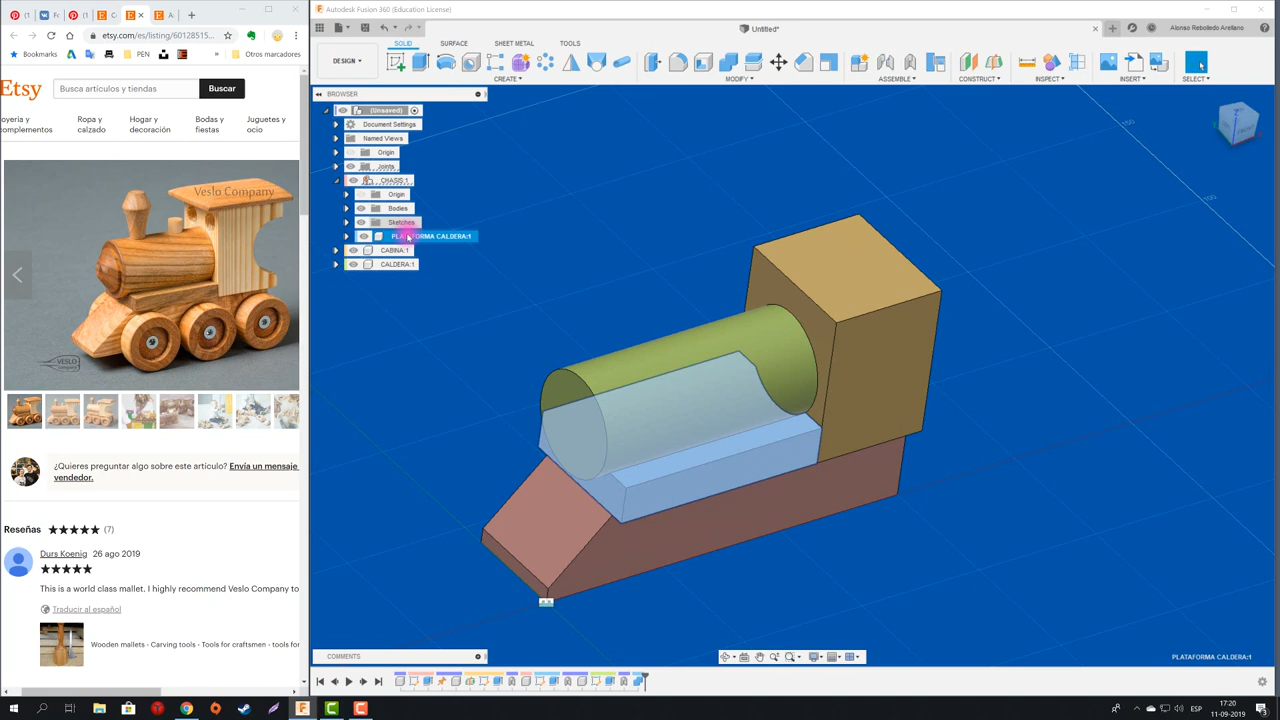 https://www.etsy.com/es/listing/60128515...
Bookmarks
Otros marcadores
Etsy
Busca artículos y tiendas
Buscar
oyería y complementos
Ropa y calzado
Hogar y decoración
Bodas y fiestas
Juguetes y ocio
Veslo Company
VESLO
¿Quieres preguntar algo sobre este artículo? Envía un mensaje
vendedor.
Reseñas ★★★★★ (7)
Durs Koenig 26 ago 2019
★★★★★
This is a world class mallet. I highly recommend Veslo Company to
Traducir al español
Wooden mallets - Carving tools - Tools for craftsmen - tools for
Autodesk Fusion 360 (Education License)
Untitled*
Alonso Rebolledo Arellano
SOLID SURFACE SHEET METAL TOOLS
DESIGN
CREATE MODIFY ASSEMBLE CONSTRUCT INSPECT INSERT SELECT
BROWSER
(Unsaved)
Document Settings
Named Views
Origin
Joints
CHASIS:1
Origin
Bodies
Sketches
PLATAFORMA CALDERA:1
CABINA:1
CALDERA:1
COMMENTS
PLATAFORMA CALDERA:1
ESP
17:20
11-09-2019